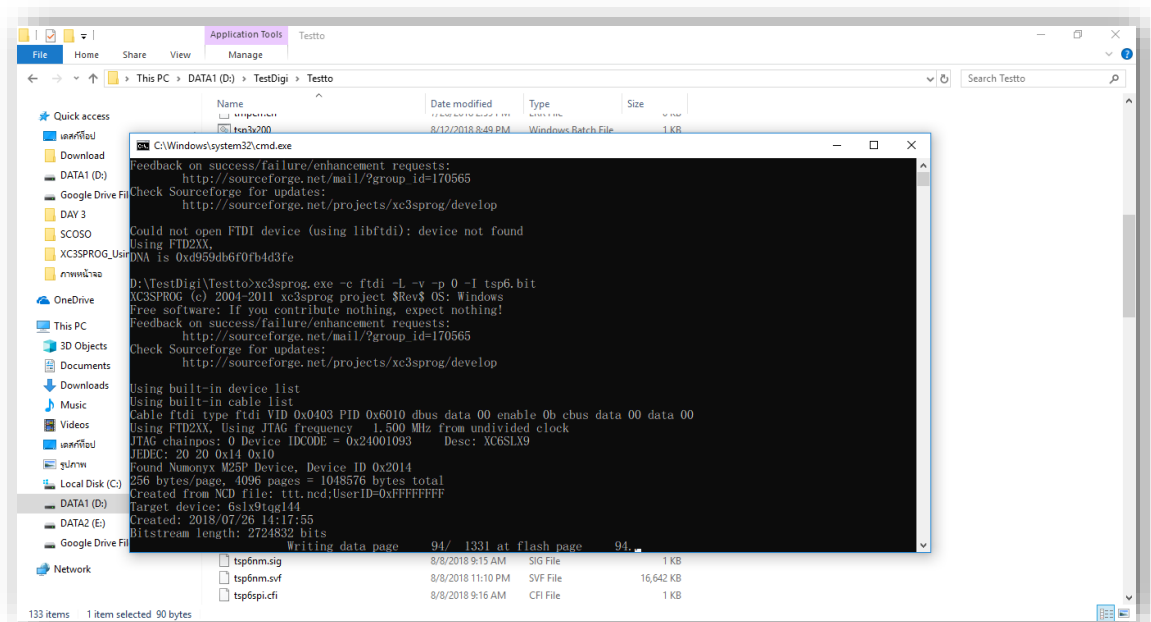 Application Tools Testto
File Home Share View Manage
This PC > DATA1 (D:) > TestDigi > Testto
Search Testto
Name Date modified Type Size
Quick access
เดสก์ท็อป
Download
DATA1 (D:)
Google Drive Fil
DAY 3
SCOSO
XC3SPROG_Usin
ภาพหน้าจอ
OneDrive
This PC
3D Objects
Documents
Downloads
Music
Videos
เดสก์ท็อป
รูปภาพ
Local Disk (C:)
DATA1 (D:)
DATA2 (E:)
Google Drive Fil
Network
tsp3x200 8/12/2018 8:49 PM Windows Batch File 1 KB
C:\Windows\system32\cmd.exe
Feedback on success/failure/enhancement requests:
http://sourceforge.net/mail/?group_id=170565
Check Sourceforge for updates:
http://sourceforge.net/projects/xc3sprog/develop
Could not open FTDI device (using libftdi): device not found
Using FTD2XX,
DNA is 0xd959db6f0fb4d3fe
D:\TestDigi\Testto>xc3sprog.exe -c ftdi -L -v -p 0 -I tsp6.bit
XC3SPROG (c) 2004-2011 xc3sprog project $Rev$ OS: Windows
Free software: If you contribute nothing, expect nothing!
Feedback on success/failure/enhancement requests:
http://sourceforge.net/mail/?group_id=170565
Check Sourceforge for updates:
http://sourceforge.net/projects/xc3sprog/develop
Using built-in device list
Using built-in cable list
Cable ftdi type ftdi VID 0x0403 PID 0x6010 dbus data 00 enable 0b cbus data 00 data 00
Using FTD2XX, Using JTAG frequency 1.500 MHz from undivided clock
JTAG chainpos: 0 Device IDCODE = 0x24001093 Desc: XC6SLX9
JEDEC: 20 20 0x14 0x10
Found Numonyx M25P Device, Device ID 0x2014
256 bytes/page, 4096 pages = 1048576 bytes total
Created from NCD file: ttt.ncd;UserID=0xFFFFFFFF
Target device: 6slx9tqg144
Created: 2018/07/26 14:17:55
Bitstream length: 2724832 bits
Writing data page 94/ 1331 at flash page 94.
tsp6nm.sig 8/8/2018 9:15 AM SIG File 1 KB
tsp6nm.svf 8/8/2018 11:10 PM SVF File 16,642 KB
tsp6spi.cfi 8/8/2018 9:16 AM CFI File 1 KB
133 items 1 item selected 90 bytes